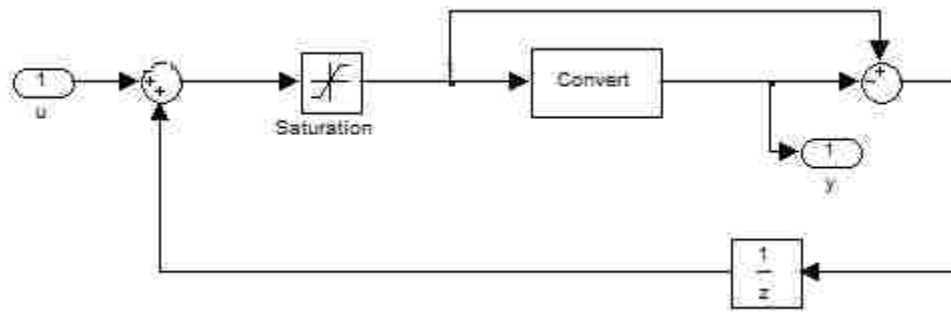 1
u
+
+
Saturation
Convert
+
-
1
y
1
z